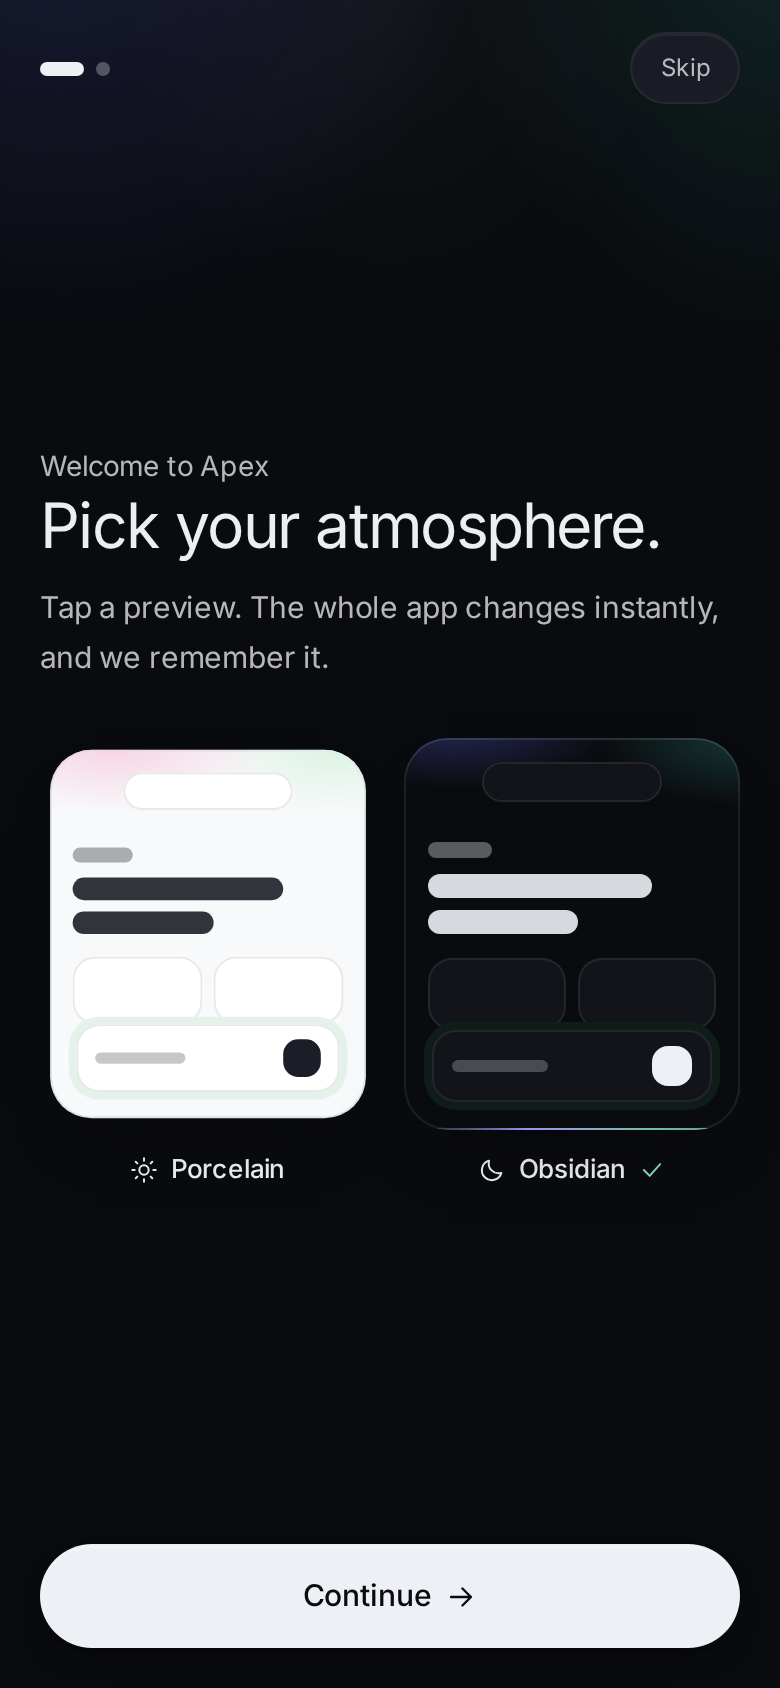 Skip
Welcome to Apex
Pick your atmosphere.
Tap a preview. The whole app changes instantly,
and we remember it.
Porcelain
Obsidian
Continue →